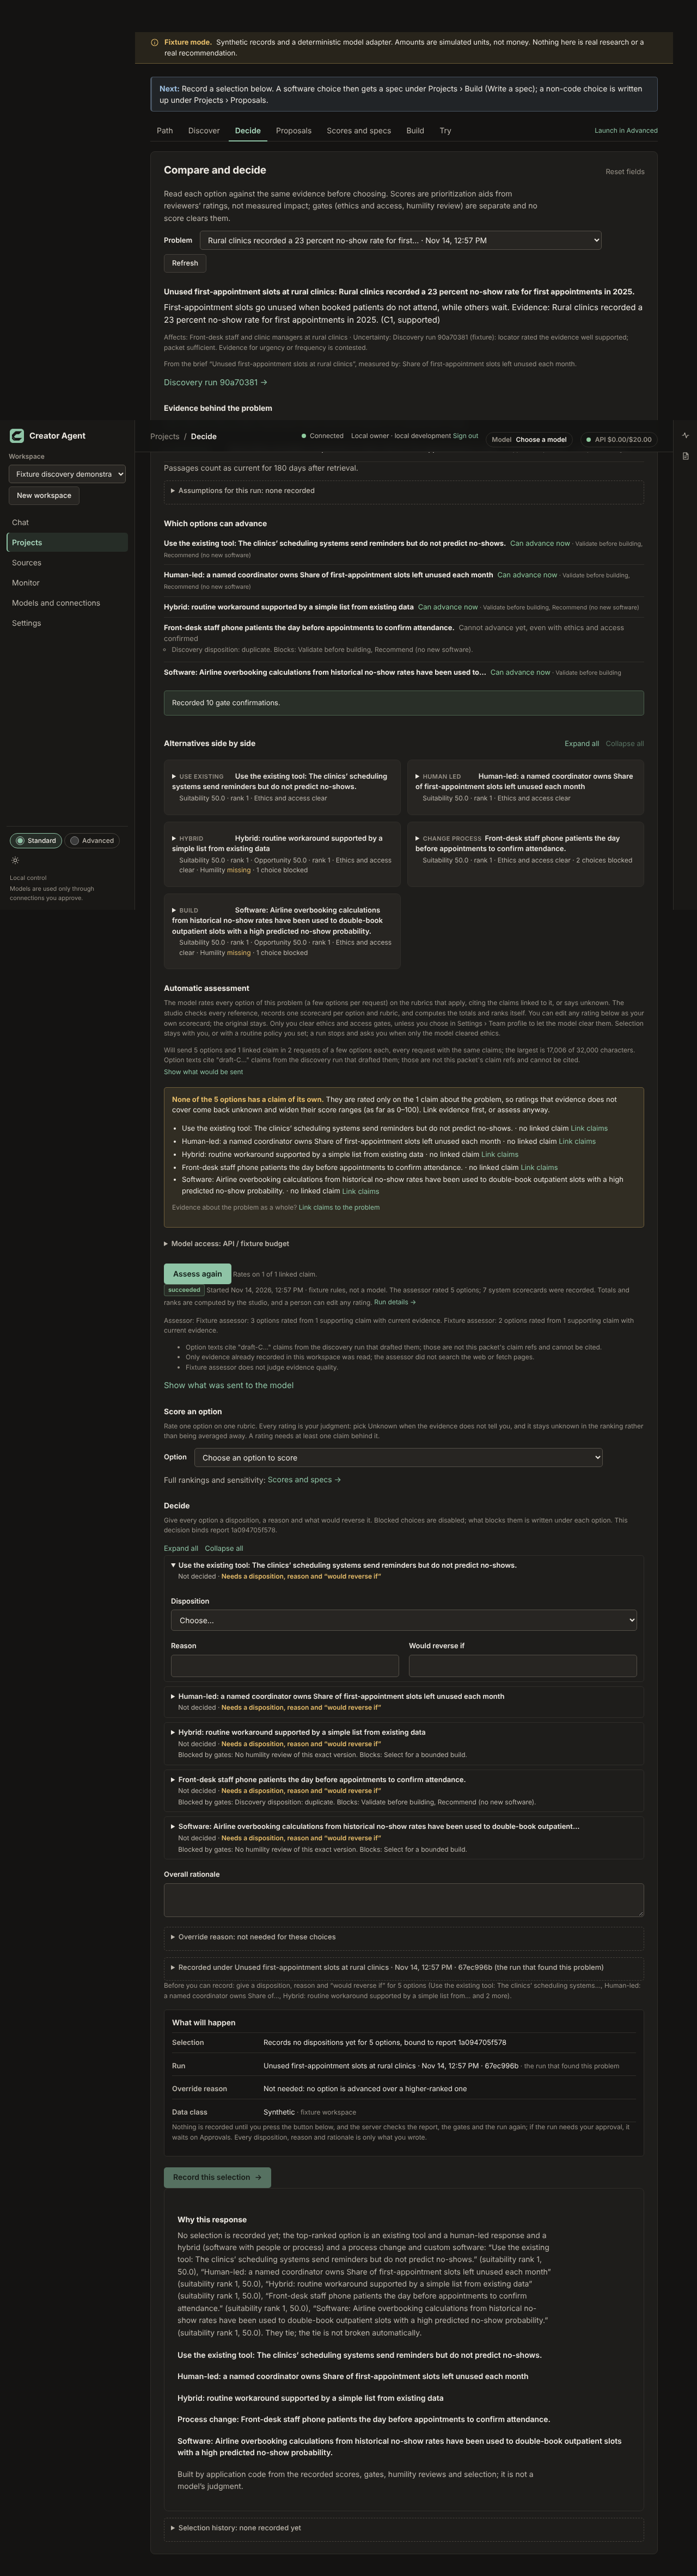 Fixture mode. Synthetic records and a deterministic model adapter. Amounts are simulated units, not money. Nothing here is real research or a
real recommendation.
Next: Record a selection below. A software choice then gets a spec under Projects › Build (Write a spec); a non-code choice is written
up under Projects › Proposals.
Path Discover Decide Proposals Scores and specs Build Try Launch in Advanced
Compare and decide Reset fields
Read each option against the same evidence before choosing. Scores are prioritization aids from
reviewers' ratings, not measured impact; gates (ethics and access, humility review) are separate and no
score clears them.
Problem Rural clinics recorded a 23 percent no-show rate for first... · Nov 14, 12:57 PM
Refresh
Unused first-appointment slots at rural clinics: Rural clinics recorded a 23 percent no-show rate for first appointments in 2025.
First-appointment slots go unused when booked patients do not attend, while others wait. Evidence: Rural clinics recorded a
23 percent no-show rate for first appointments in 2025. (C1, supported)
Affects: Front-desk staff and clinic managers at rural clinics · Uncertainty: Discovery run 90a70381 (fixture): locator rated the evidence well supported;
packet sufficient. Evidence for urgency or frequency is contested.
From the brief "Unused first-appointment slots at rural clinics", measured by: Share of first-appointment slots left unused each month.
Discovery run 90a70381 →
Evidence behind the problem
Creator Agent
Workspace
Fixture discovery demonstra
New workspace
Chat
Projects
Sources
Monitor
Models and connections
Settings
Standard Advanced
Local control
Models are used only through
connections you approve.
Projects / Decide Connected Local owner · local development Sign out Model Choose a model API $0.00/$20.00
Passages count as current for 180 days after retrieval.
Assumptions for this run: none recorded
Which options can advance
Use the existing tool: The clinics' scheduling systems send reminders but do not predict no-shows. Can advance now · Validate before building,
Recommend (no new software)
Human-led: a named coordinator owns Share of first-appointment slots left unused each month Can advance now · Validate before building,
Recommend (no new software)
Hybrid: routine workaround supported by a simple list from existing data Can advance now · Validate before building, Recommend (no new software)
Front-desk staff phone patients the day before appointments to confirm attendance. Cannot advance yet, even with ethics and access
confirmed
Discovery disposition: duplicate. Blocks: Validate before building, Recommend (no new software).
Software: Airline overbooking calculations from historical no-show rates have been used to... Can advance now · Validate before building
Recorded 10 gate confirmations.
Alternatives side by side Expand all Collapse all
USE EXISTING Use the existing tool: The clinics' scheduling
systems send reminders but do not predict no-shows.
Suitability 50.0 · rank 1 · Ethics and access clear
HUMAN LED Human-led: a named coordinator owns Share
of first-appointment slots left unused each month
Suitability 50.0 · rank 1 · Ethics and access clear
HYBRID Hybrid: routine workaround supported by a
simple list from existing data
Suitability 50.0 · rank 1 · Opportunity 50.0 · rank 1 · Ethics and access
clear · Humility missing · 1 choice blocked
CHANGE PROCESS Front-desk staff phone patients the day
before appointments to confirm attendance.
Suitability 50.0 · rank 1 · Ethics and access clear · 2 choices blocked
BUILD Software: Airline overbooking calculations
from historical no-show rates have been used to double-book
outpatient slots with a high predicted no-show probability.
Suitability 50.0 · rank 1 · Opportunity 50.0 · rank 1 · Ethics and access
clear · Humility missing · 1 choice blocked
Automatic assessment
The model rates every option of this problem (a few options per request) on the rubrics that apply, citing the claims linked to it, or says unknown. The
studio checks every reference, records one scorecard per option and rubric, and computes the totals and ranks itself. You can edit any rating below as your
own scorecard; the original stays. Only you clear ethics and access gates, unless you chose in Settings › Team profile to let the model clear them. Selection
stays with you, or with a routine policy you set; a run stops and asks you when only the model cleared ethics.
Will send 5 options and 1 linked claim in 2 requests of a few options each, every request with the same claims; the largest is 17,006 of 32,000 characters.
Option texts cite "draft-C..." claims from the discovery run that drafted them; those are not this packet's claim refs and cannot be cited.
Show what would be sent
None of the 5 options has a claim of its own. They are rated only on the 1 claim about the problem, so ratings that evidence does not
cover come back unknown and widen their score ranges (as far as 0–100). Link evidence first, or assess anyway.
Use the existing tool: The clinics' scheduling systems send reminders but do not predict no-shows. · no linked claim Link claims
Human-led: a named coordinator owns Share of first-appointment slots left unused each month · no linked claim Link claims
Hybrid: routine workaround supported by a simple list from existing data · no linked claim Link claims
Front-desk staff phone patients the day before appointments to confirm attendance. · no linked claim Link claims
Software: Airline overbooking calculations from historical no-show rates have been used to double-book outpatient slots with a high
predicted no-show probability. · no linked claim Link claims
Evidence about the problem as a whole? Link claims to the problem
Model access: API / fixture budget
Assess again Rates on 1 of 1 linked claim.
succeeded Started Nov 14, 2026, 12:57 PM · fixture rules, not a model. The assessor rated 5 options; 7 system scorecards were recorded. Totals and
ranks are computed by the studio, and a person can edit any rating. Run details →
Assessor: Fixture assessor: 3 options rated from 1 supporting claim with current evidence. Fixture assessor: 2 options rated from 1 supporting claim with
current evidence.
Option texts cite "draft-C..." claims from the discovery run that drafted them; those are not this packet's claim refs and cannot be cited.
Only evidence already recorded in this workspace was read; the assessor did not search the web or fetch pages.
Fixture assessor does not judge evidence quality.
Show what was sent to the model
Score an option
Rate one option on one rubric. Every rating is your judgment: pick Unknown when the evidence does not tell you, and it stays unknown in the ranking rather
than being averaged away. A rating needs at least one claim behind it.
Option Choose an option to score
Full rankings and sensitivity: Scores and specs →
Decide
Give every option a disposition, a reason and what would reverse it. Blocked choices are disabled; what blocks them is written under each option. This
decision binds report 1a094705f578.
Expand all Collapse all
Use the existing tool: The clinics' scheduling systems send reminders but do not predict no-shows.
Not decided · Needs a disposition, reason and "would reverse if"
Disposition
Choose...
Reason Would reverse if
Human-led: a named coordinator owns Share of first-appointment slots left unused each month
Not decided · Needs a disposition, reason and "would reverse if"
Hybrid: routine workaround supported by a simple list from existing data
Not decided · Needs a disposition, reason and "would reverse if"
Blocked by gates: No humility review of this exact version. Blocks: Select for a bounded build.
Front-desk staff phone patients the day before appointments to confirm attendance.
Not decided · Needs a disposition, reason and "would reverse if"
Blocked by gates: Discovery disposition: duplicate. Blocks: Validate before building, Recommend (no new software).
Software: Airline overbooking calculations from historical no-show rates have been used to double-book outpatient...
Not decided · Needs a disposition, reason and "would reverse if"
Blocked by gates: No humility review of this exact version. Blocks: Select for a bounded build.
Overall rationale
Override reason: not needed for these choices
Recorded under Unused first-appointment slots at rural clinics · Nov 14, 12:57 PM · 67ec996b (the run that found this problem)
Before you can record: give a disposition, reason and "would reverse if" for 5 options (Use the existing tool: The clinics' scheduling systems..., Human-led:
a named coordinator owns Share of..., Hybrid: routine workaround supported by a simple list from... and 2 more).
What will happen
Selection Records no dispositions yet for 5 options, bound to report 1a094705f578
Run Unused first-appointment slots at rural clinics · Nov 14, 12:57 PM · 67ec996b · the run that found this problem
Override reason Not needed: no option is advanced over a higher-ranked one
Data class Synthetic · fixture workspace
Nothing is recorded until you press the button below, and the server checks the report, the gates and the run again; if the run needs your approval, it
waits on Approvals. Every disposition, reason and rationale is only what you wrote.
Record this selection →
Why this response
No selection is recorded yet; the top-ranked option is an existing tool and a human-led response and a
hybrid (software with people or process) and a process change and custom software: "Use the existing
tool: The clinics' scheduling systems send reminders but do not predict no-shows." (suitability rank 1,
50.0), "Human-led: a named coordinator owns Share of first-appointment slots left unused each month"
(suitability rank 1, 50.0), "Hybrid: routine workaround supported by a simple list from existing data"
(suitability rank 1, 50.0), "Front-desk staff phone patients the day before appointments to confirm
attendance." (suitability rank 1, 50.0), "Software: Airline overbooking calculations from historical no-
show rates have been used to double-book outpatient slots with a high predicted no-show probability."
(suitability rank 1, 50.0). They tie; the tie is not broken automatically.
Use the existing tool: The clinics' scheduling systems send reminders but do not predict no-shows.
Human-led: a named coordinator owns Share of first-appointment slots left unused each month
Hybrid: routine workaround supported by a simple list from existing data
Process change: Front-desk staff phone patients the day before appointments to confirm attendance.
Software: Airline overbooking calculations from historical no-show rates have been used to double-book outpatient slots
with a high predicted no-show probability.
Built by application code from the recorded scores, gates, humility reviews and selection; it is not a
model's judgment.
Selection history: none recorded yet